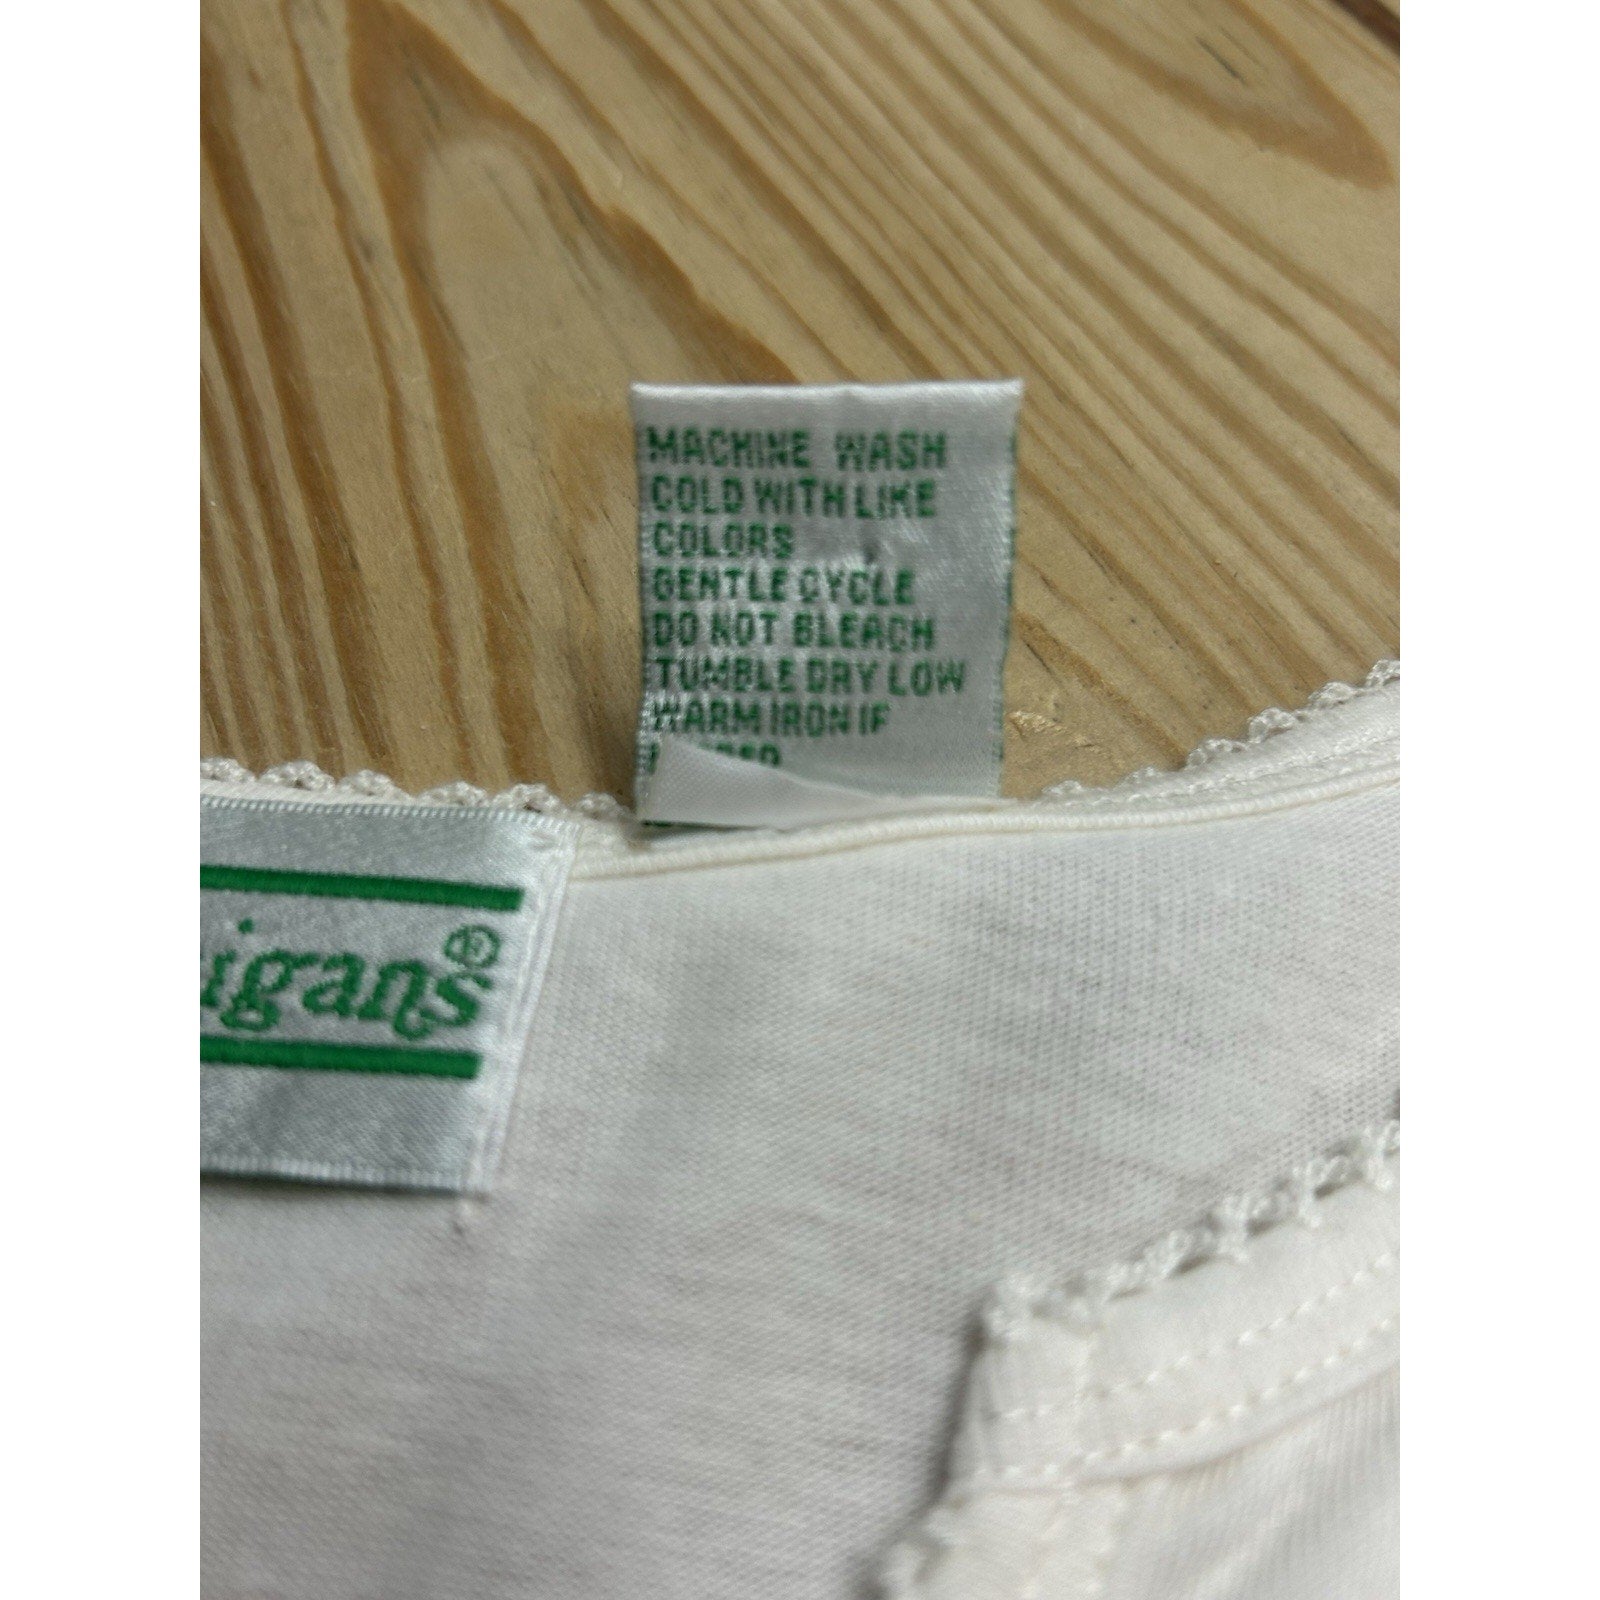 MACHINE WASH
COLD WITH LIKE
COLORS
GENTLE CYCLE
DO NOT BLEACH
TUMBLE DRY LOW
WARM IRON IF
igans®